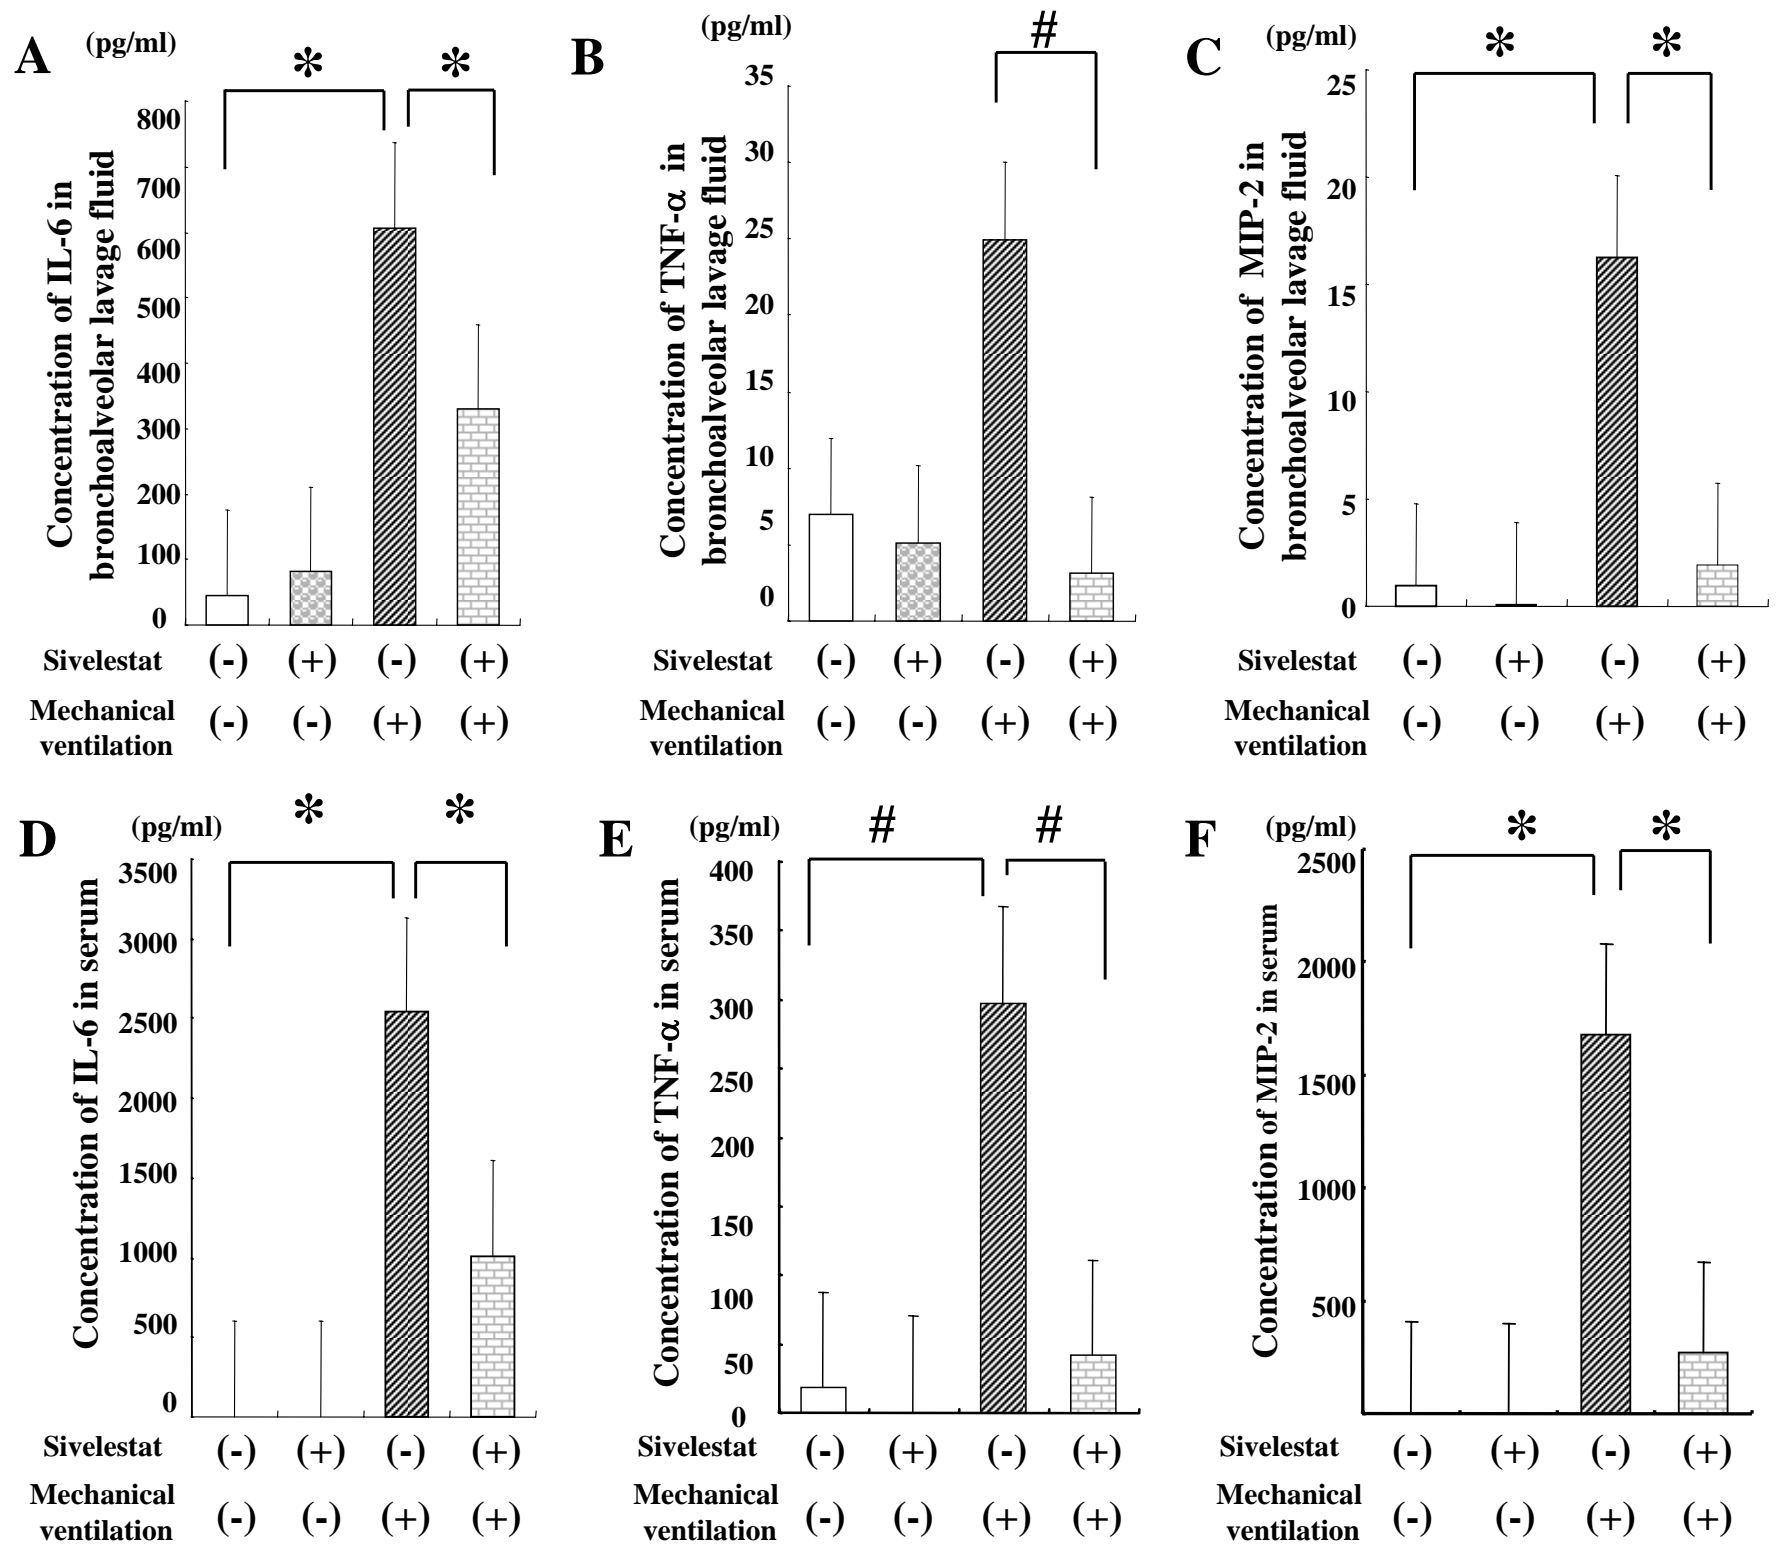 A
(pg/ml)
*
*
Concentration of IL-6 in
bronchoalveolar lavage fluid
800
700
600
500
400
300
200
100
0
Sivelestat (-) (+) (-) (+)
Mechanical
ventilation (-) (-) (+) (+)
B
(pg/ml)
#
Concentration of TNF-α in
bronchoalveolar lavage fluid
35
30
25
20
15
10
5
0
Sivelestat (-) (+) (-) (+)
Mechanical
ventilation (-) (-) (+) (+)
C
(pg/ml)
*
*
Concentration of MIP-2 in
bronchoalveolar lavage fluid
25
20
15
10
5
0
Sivelestat (-) (+) (-) (+)
Mechanical
ventilation (-) (-) (+) (+)
D
(pg/ml)
*
*
Concentration of IL-6 in serum
3500
3000
2500
2000
1500
1000
500
0
Sivelestat (-) (+) (-) (+)
Mechanical
ventilation (-) (-) (+) (+)
E
(pg/ml)
#
#
Concentration of TNF-α in serum
400
350
300
250
200
150
100
50
0
Sivelestat (-) (+) (-) (+)
Mechanical
ventilation (-) (-) (+) (+)
F
(pg/ml)
*
*
Concentration of MIP-2 in serum
2500
2000
1500
1000
500
Sivelestat (-) (+) (-) (+)
Mechanical
ventilation (-) (-) (+) (+)